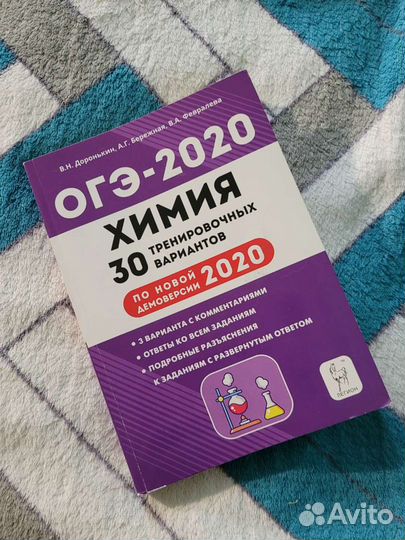 В.Н. Доронькин, А.Г. Бережная, В.А. Февралева
ОГЭ-2020
ХИМИЯ
30 ТРЕНИРОВОЧНЫХ
ВАРИАНТОВ
ПО НОВОЙ
ДЕМОВЕРСИИ 2020
• 3 ВАРИАНТА С КОММЕНТАРИЯМИ
• ОТВЕТЫ КО ВСЕМ ЗАДАНИЯМ
• ПОДРОБНЫЕ РАЗЪЯСНЕНИЯ
К ЗАДАНИЯМ С РАЗВЕРНУТЫМ ОТВЕТОМ
ЛЕГИОН
Avito